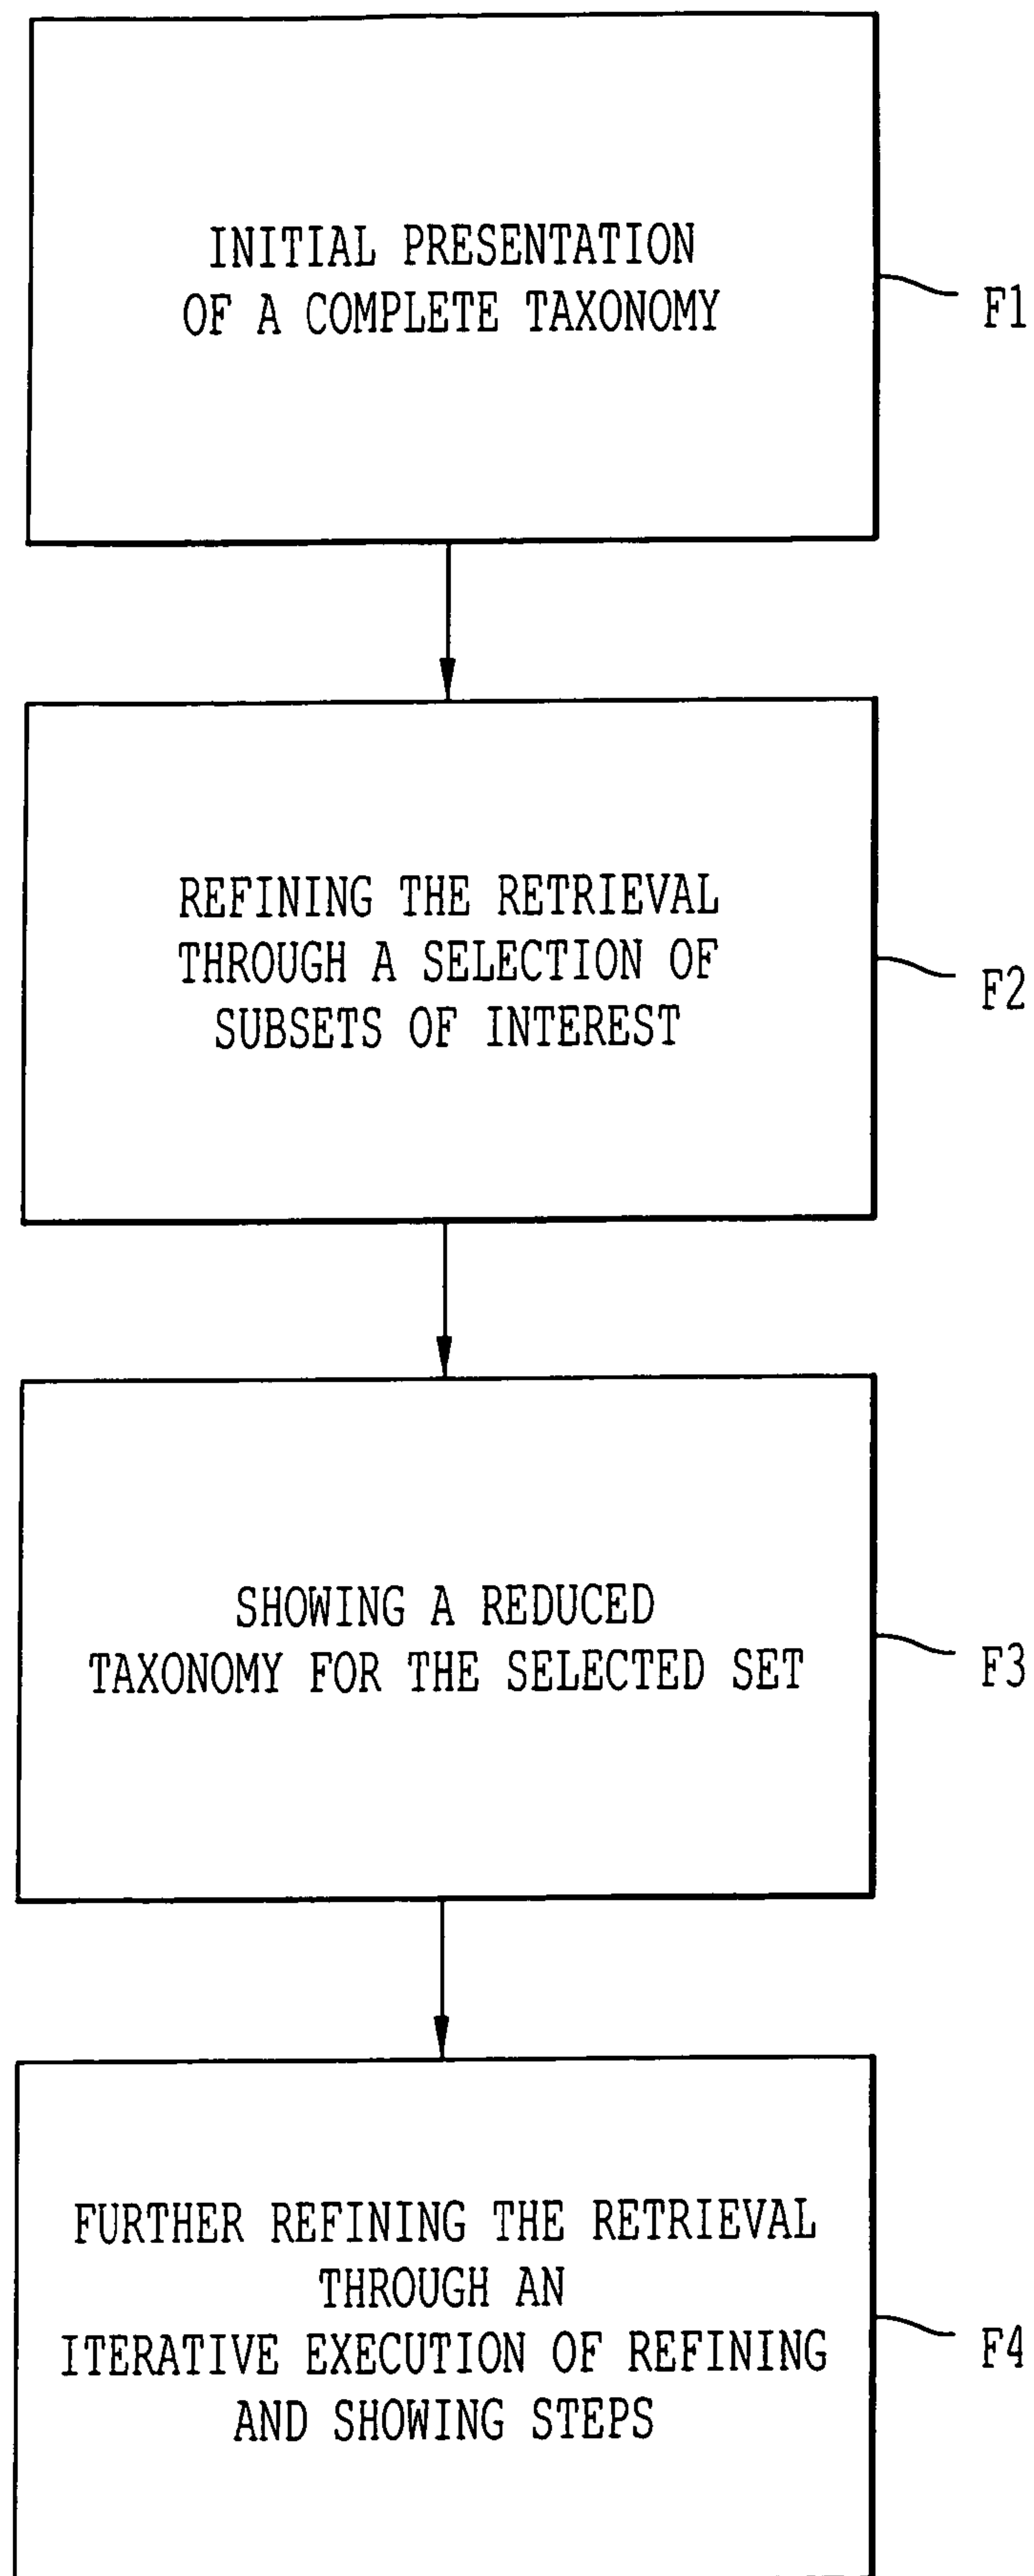 INITIAL PRESENTATION
OF A COMPLETE TAXONOMY
F1
REFINING THE RETRIEVAL
THROUGH A SELECTION OF
SUBSETS OF INTEREST
F2
SHOWING A REDUCED
TAXONOMY FOR THE SELECTED SET
F3
FURTHER REFINING THE RETRIEVAL
THROUGH AN
ITERATIVE EXECUTION OF REFINING
AND SHOWING STEPS
F4